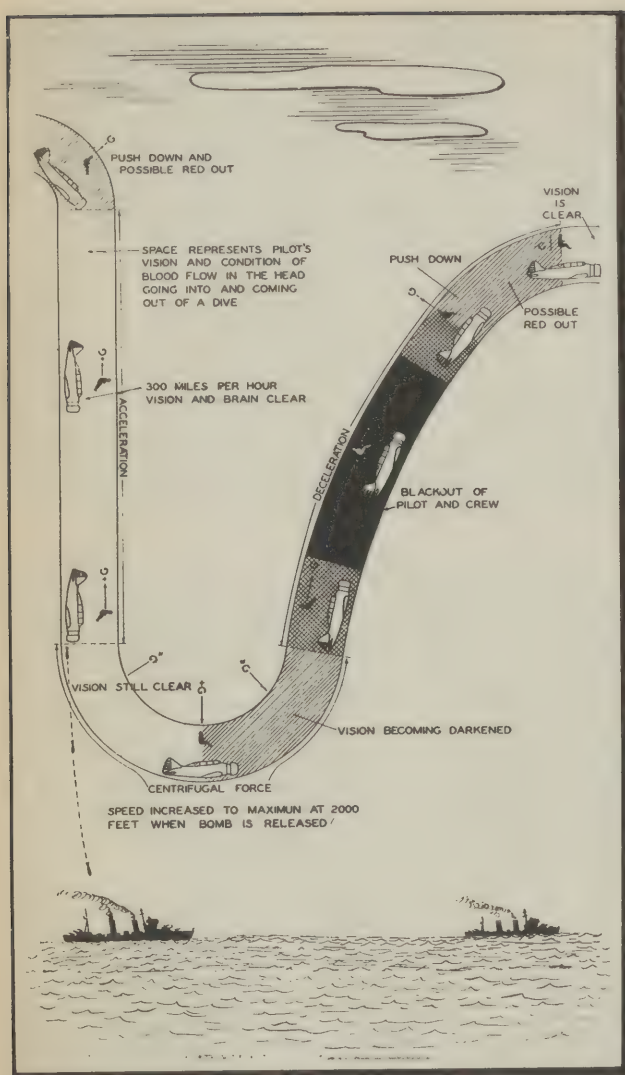 PUSH DOWN AND
POSSIBLE RED OUT
SPACE REPRESENTS PILOT'S
VISION AND CONDITION OF
BLOOD FLOW IN THE HEAD
GOING INTO AND COMING
OUT OF A DIVE
300 MILES PER HOUR
VISION AND BRAIN CLEAR
ACCELERATION
VISION STILL CLEAR
CENTRIFUGAL FORCE
SPEED INCREASED TO MAXIMUN AT 2000
FEET WHEN BOMB IS RELEASED
VISION BECOMING DARKENED
DECELERATION
BLACKOUT OF
PILOT AND CREW
PUSH DOWN
POSSIBLE
RED OUT
VISION
IS
CLEAR
-G
+G
+G
"G"
+G
"G"
+G
G
G